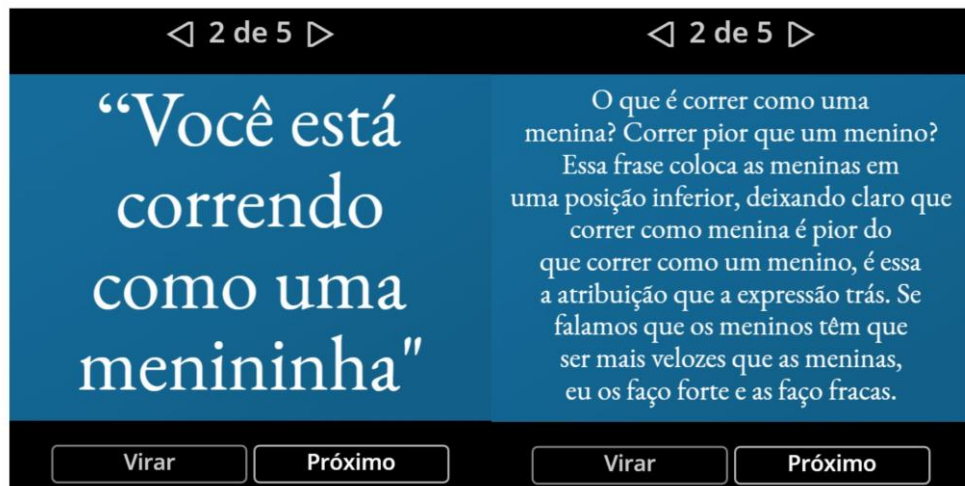 ◁ 2 de 5 ▷
“Você está
correndo
como uma
menininha"
Virar
Próximo
◁ 2 de 5 ▷
O que é correr como uma
menina? Correr pior que um menino?
Essa frase coloca as meninas em
uma posição inferior, deixando claro que
correr como menina é pior do
que correr como um menino, é essa
a atribuição que a expressão trás. Se
falamos que os meninos têm que
ser mais velozes que as meninas,
eu os faço forte e as faço fracas.
Virar
Próximo